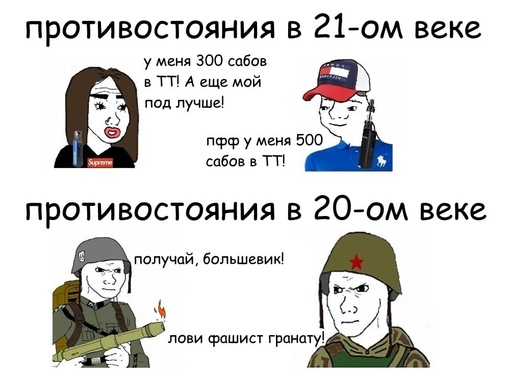 противостояния в 21-ом веке
у меня 300 сабов
в ТТ! А еще мой
под лучше!
пфф у меня 500
сабов в ТТ!
Supreme
противостояния в 20-ом веке
получай, большевик!
лови фашист гранату!